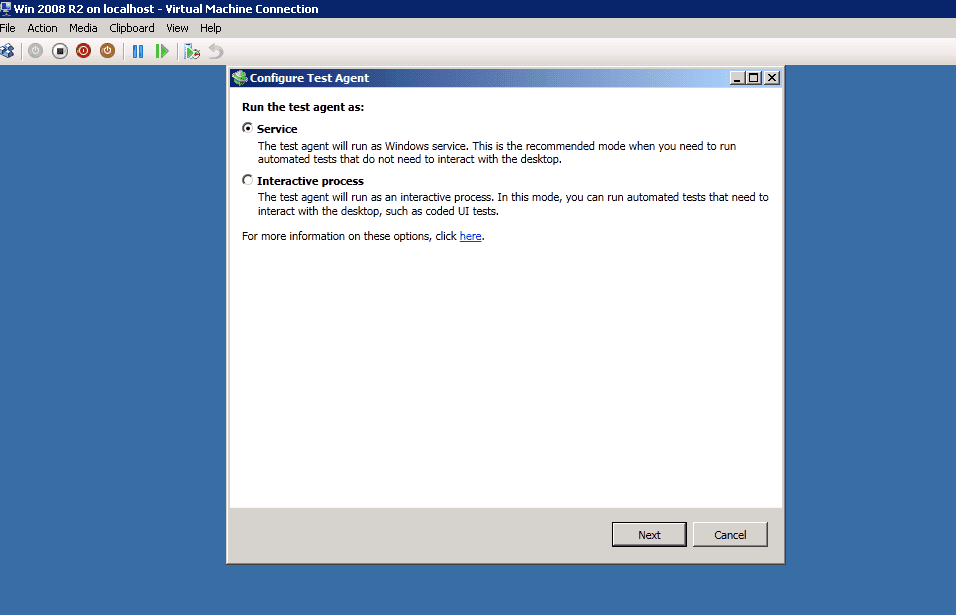 Win 2008 R2 on localhost - Virtual Machine Connection
File Action Media Clipboard View Help
Configure Test Agent
Run the test agent as:
Service
The test agent will run as Windows service. This is the recommended mode when you need to run
automated tests that do not need to interact with the desktop.
Interactive process
The test agent will run as an interactive process. In this mode, you can run automated tests that need to
interact with the desktop, such as coded UI tests.
For more information on these options, click here.
Next Cancel